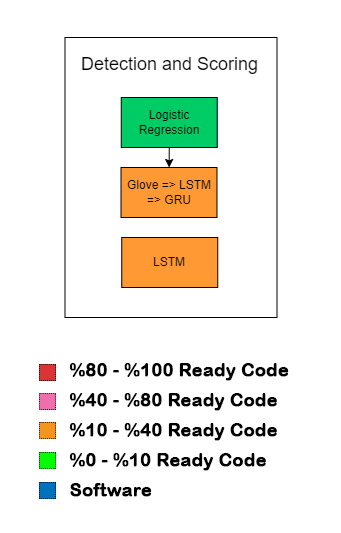 Detection and Scoring
Logistic
Regression
Glove => LSTM
=> GRU
LSTM
%80 - %100 Ready Code
%40 - %80 Ready Code
%10 - %40 Ready Code
%0 - %10 Ready Code
Software